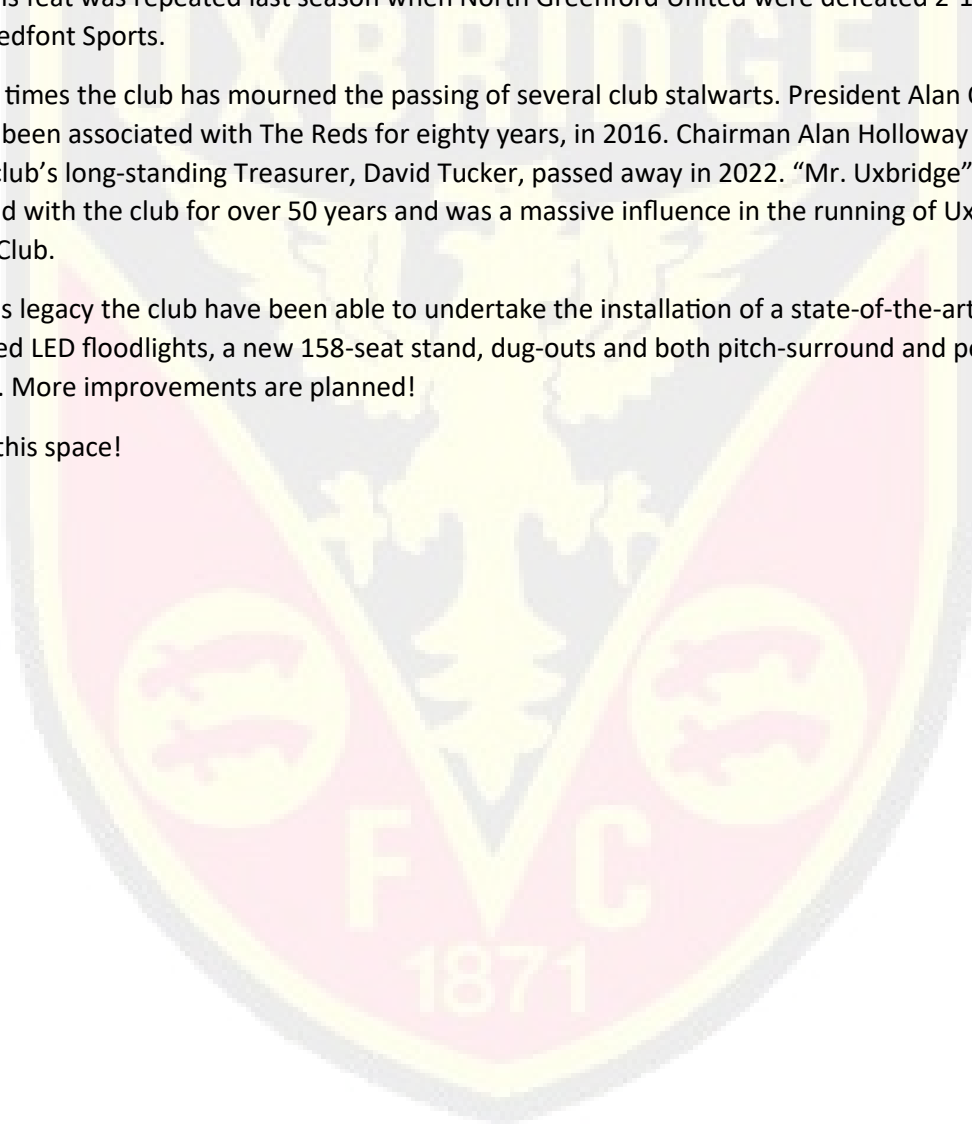 feat was repeated last season when North Greenford United were defeated 2-1
edfont Sports.
UXBRIDGE
times the club has mourned the passing of several club stalwarts. President Alan
been associated with The Reds for eighty years, in 2016. Chairman Alan Holloway
club’s long-standing Treasurer, David Tucker, passed away in 2022. “Mr. Uxbridge”
d with the club for over 50 years and was a massive influence in the running of Ux
Club.
s legacy the club have been able to undertake the installation of a state-of-the-art
ed LED floodlights, a new 158-seat stand, dug-outs and both pitch-surround and pe
. More improvements are planned!
this space!
F C
1871